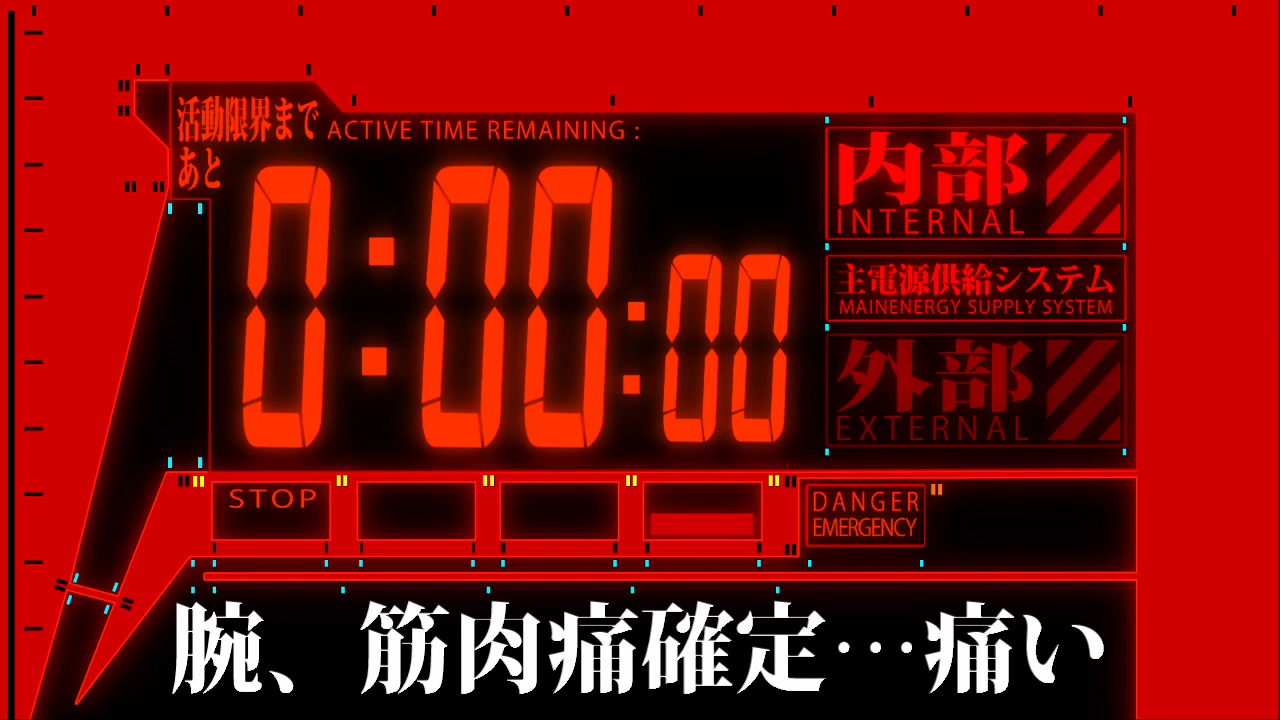 活動限界まで
あと
ACTIVE TIME REMAINING :
0:00:00
内部
INTERNAL
主電源供給システム
MAINENERGY SUPPLY SYSTEM
外部
EXTERNAL
STOP
DANGER
EMERGENCY
腕、筋肉痛確定…痛い